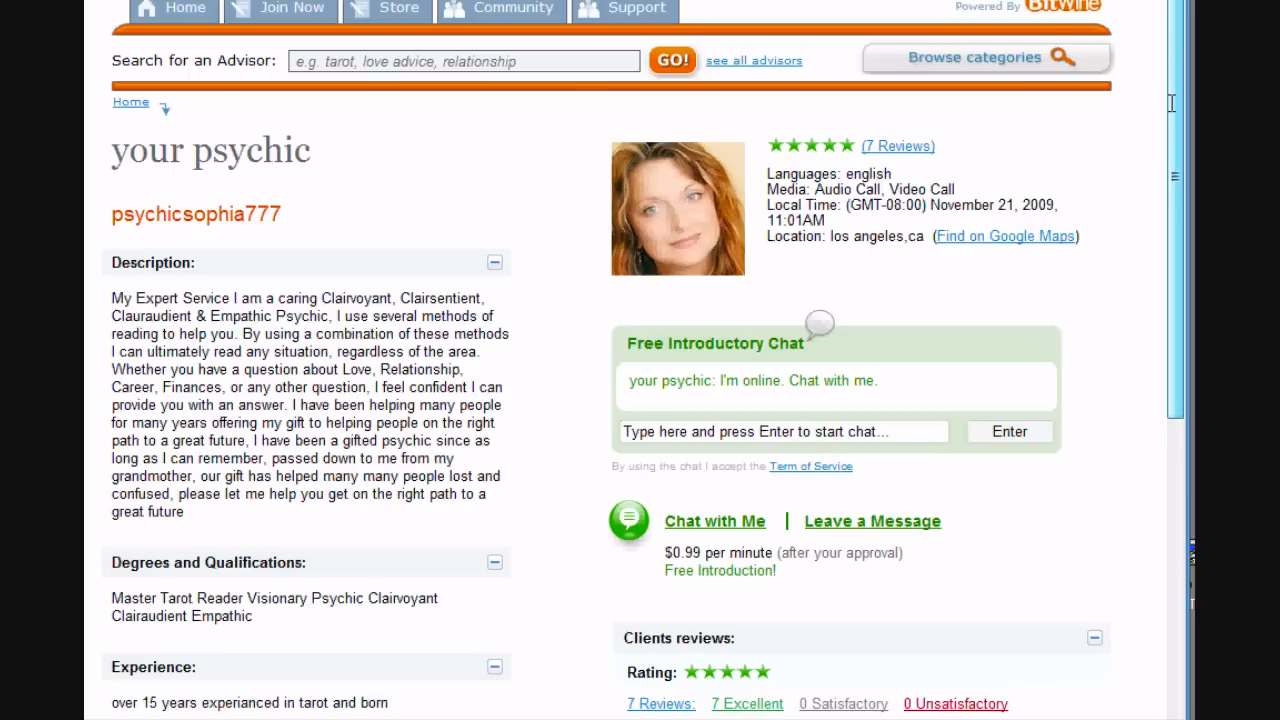 Home
Join Now
Store
Community
Support
Powered By BitWine
Search for an Advisor:
e.g. tarot, love advice, relationship
GO!
see all advisors
Browse categories
Home
your psychic
psychicsophia777
Description:
My Expert Service I am a caring Clairvoyant, Clairsentient,
Clauraudient & Empathic Psychic, I use several methods of
reading to help you. By using a combination of these methods
I can ultimately read any situation, regardless of the area.
Whether you have a question about Love, Relationship,
Career, Finances, or any other question, I feel confident I can
provide you with an answer. I have been helping many people
for many years offering my gift to helping people on the right
path to a great future, I have been a gifted psychic since as
long as I can remember, passed down to me from my
grandmother, our gift has helped many many people lost and
confused, please let me help you get on the right path to a
great future
Degrees and Qualifications:
Master Tarot Reader Visionary Psychic Clairvoyant
Clairaudient Empathic
Experience:
over 15 years experianced in tarot and born
(7 Reviews)
Languages: english
Media: Audio Call, Video Call
Local Time: (GMT-08:00) November 21, 2009,
11:01AM
Location: los angeles,ca (Find on Google Maps)
Free Introductory Chat
your psychic: I'm online. Chat with me.
Type here and press Enter to start chat...
Enter
By using the chat I accept the Term of Service
Chat with Me | Leave a Message
$0.99 per minute (after your approval)
Free Introduction!
Clients reviews:
Rating:
7 Reviews: 7 Excellent 0 Satisfactory 0 Unsatisfactory